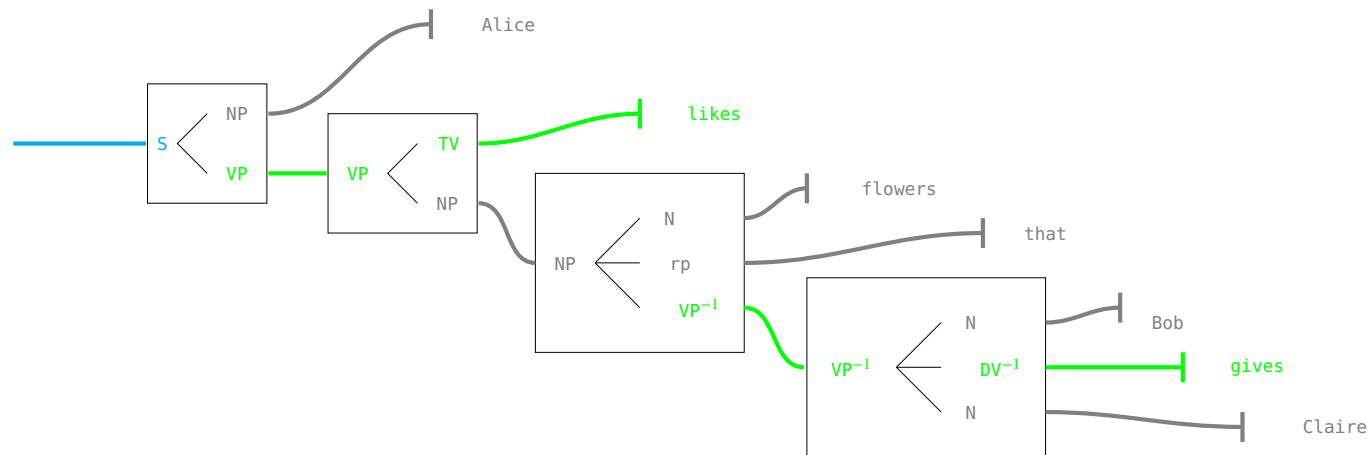 Alice
NP
S
VP
likes
TV
VP
NP
flowers
N
that
NP
rp
VP⁻¹
Bob
N
gives
VP⁻¹
DV⁻¹
N
Claire